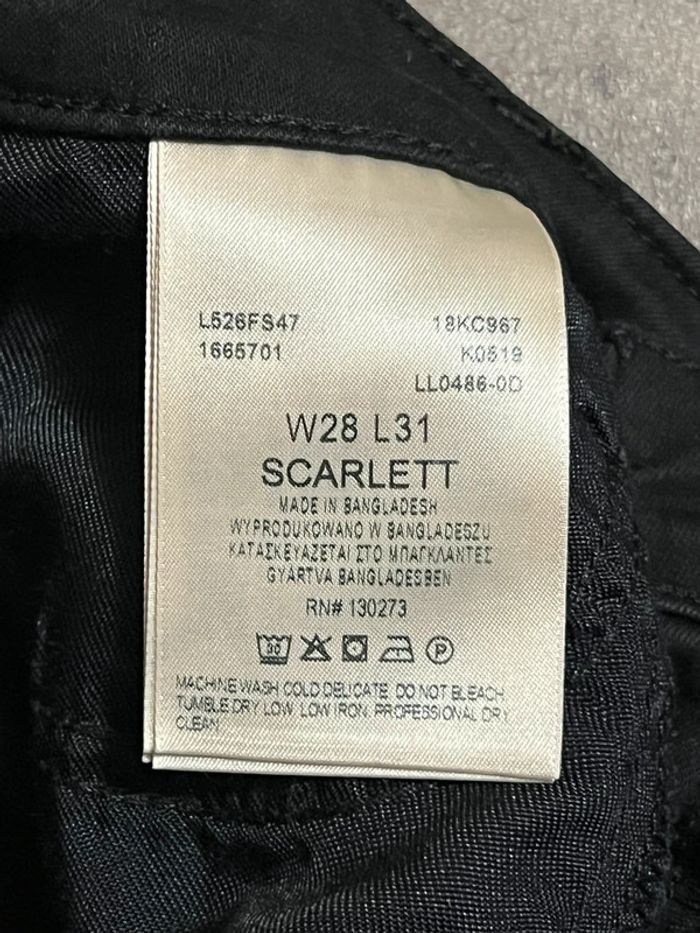 L526FS47 18KC967
1665701 K0519
LL0486-0D
W28 L31
SCARLETT
MADE IN BANGLADESH
WYPRODUKOWANO W BANGLADESZU
ΚΑΤΑΣΚΕΥΑΖΕΤΑΙ ΣΤΟ ΜΠΑΓΚΛΑΝΤΕΣ
GYÁRTVA BANGLADESBEN
RN# 130273
30 P
MACHINE WASH COLD DELICATE. DO NOT BLEACH.
TUMBLE DRY LOW. LOW IRON. PROFESSIONAL DRY
CLEAN